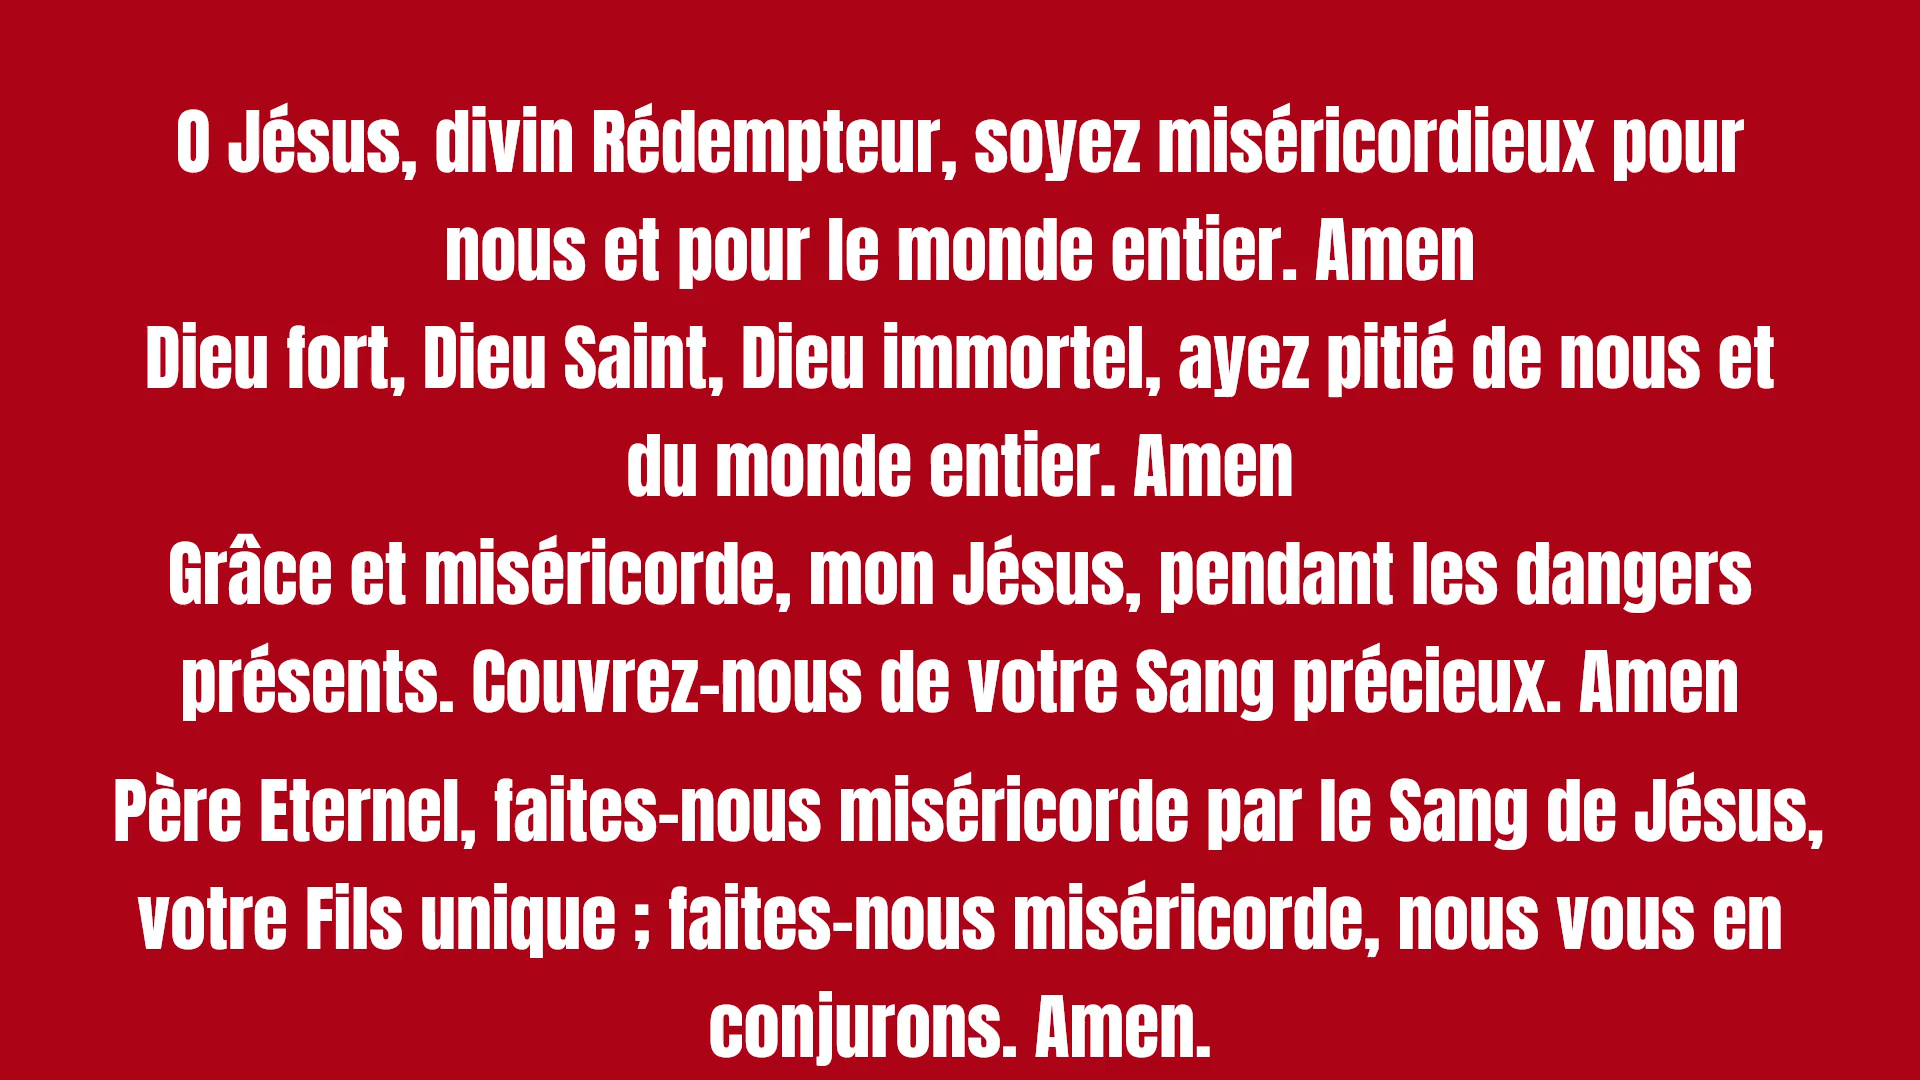 O Jésus, divin Rédempteur, soyez miséricordieux pour
nous et pour le monde entier. Amen
Dieu fort, Dieu Saint, Dieu immortel, ayez pitié de nous et
du monde entier. Amen
Grâce et miséricorde, mon Jésus, pendant les dangers
présents. Couvrez-nous de votre Sang précieux. Amen
Père Eternel, faites-nous miséricorde par le Sang de Jésus,
votre Fils unique ; faites-nous miséricorde, nous vous en
conjurons. Amen.